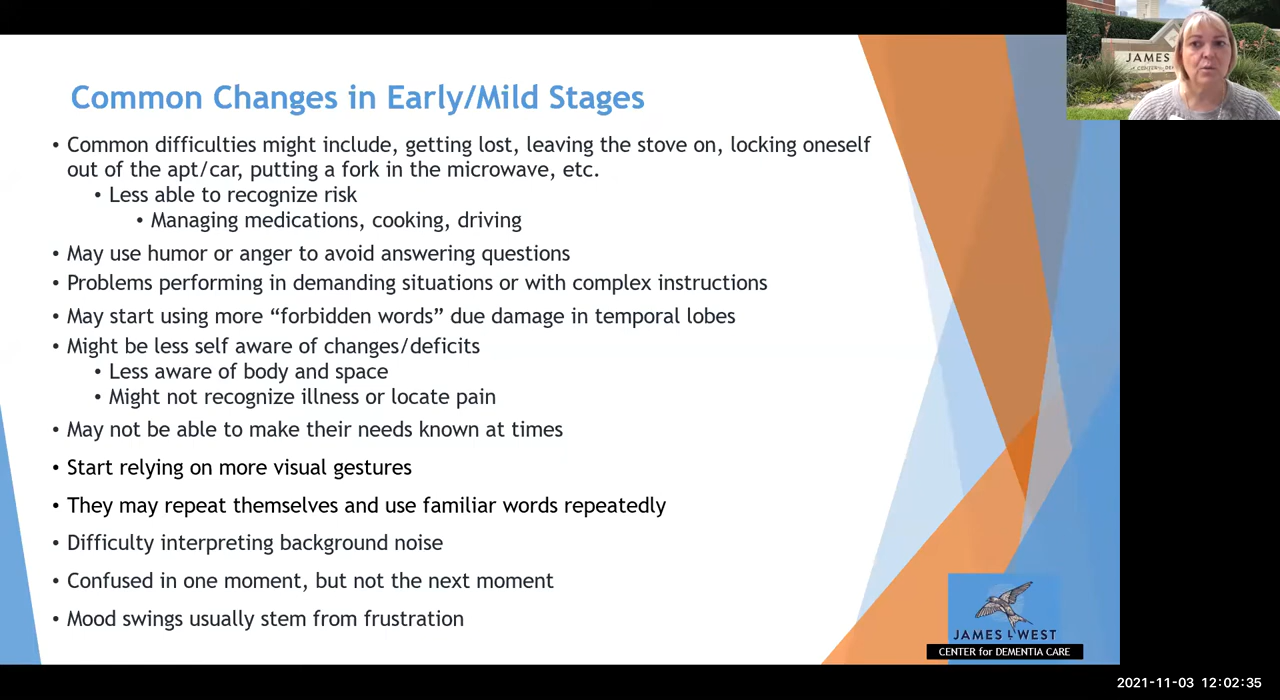 JAMES
A CENTER for DEM
Common Changes in Early/Mild Stages
• Common difficulties might include, getting lost, leaving the stove on, locking oneself
out of the apt/car, putting a fork in the microwave, etc.
• Less able to recognize risk
• Managing medications, cooking, driving
• May use humor or anger to avoid answering questions
• Problems performing in demanding situations or with complex instructions
• May start using more “forbidden words” due damage in temporal lobes
• Might be less self aware of changes/deficits
• Less aware of body and space
• Might not recognize illness or locate pain
• May not be able to make their needs known at times
• Start relying on more visual gestures
• They may repeat themselves and use familiar words repeatedly
• Difficulty interpreting background noise
• Confused in one moment, but not the next moment
• Mood swings usually stem from frustration
JAMES L WEST
CENTER for DEMENTIA CARE
2021-11-03 12:02:35